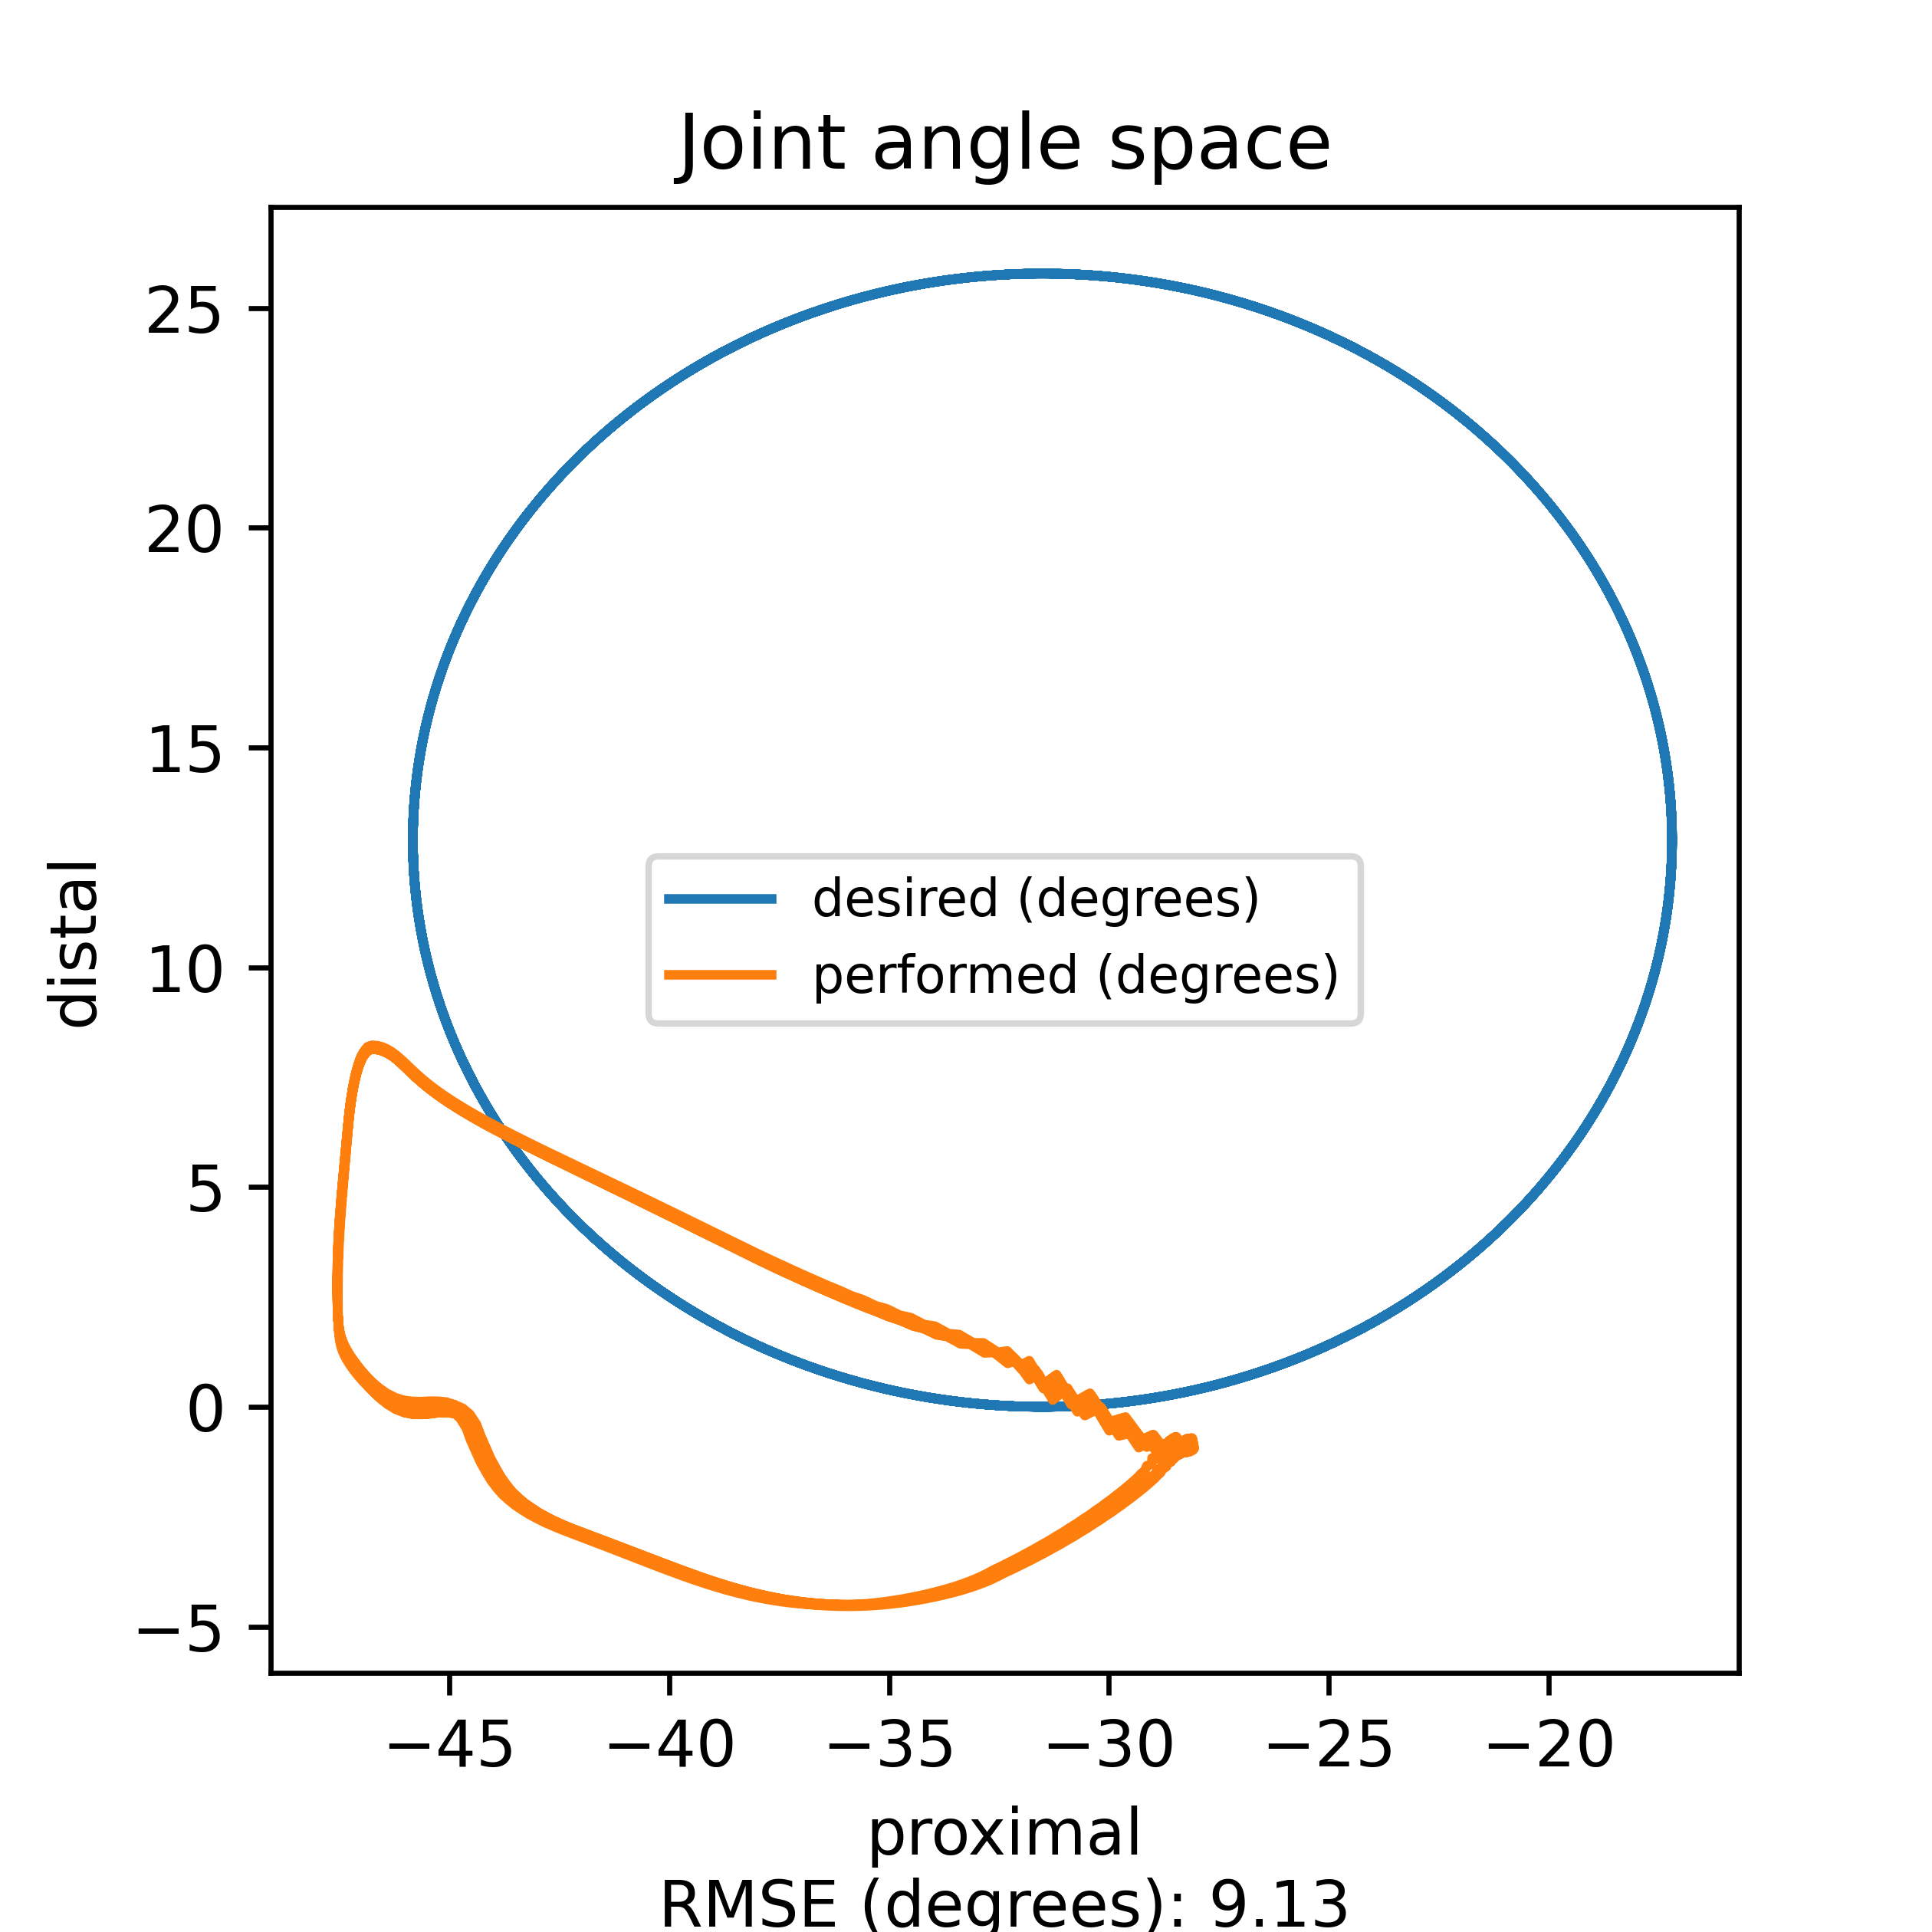 Joint angle space
25
20
15
10
5
0
−5
distal
desired (degrees)
performed (degrees)
−45 −40 −35 −30 −25 −20
proximal
RMSE (degrees): 9.13